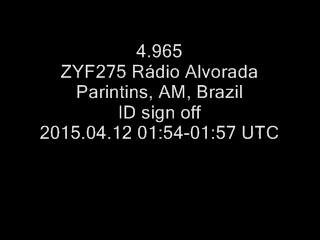 4.965
ZYF275 Rádio Alvorada
Parintins, AM, Brazil
ID sign off
2015.04.12 01:54-01:57 UTC